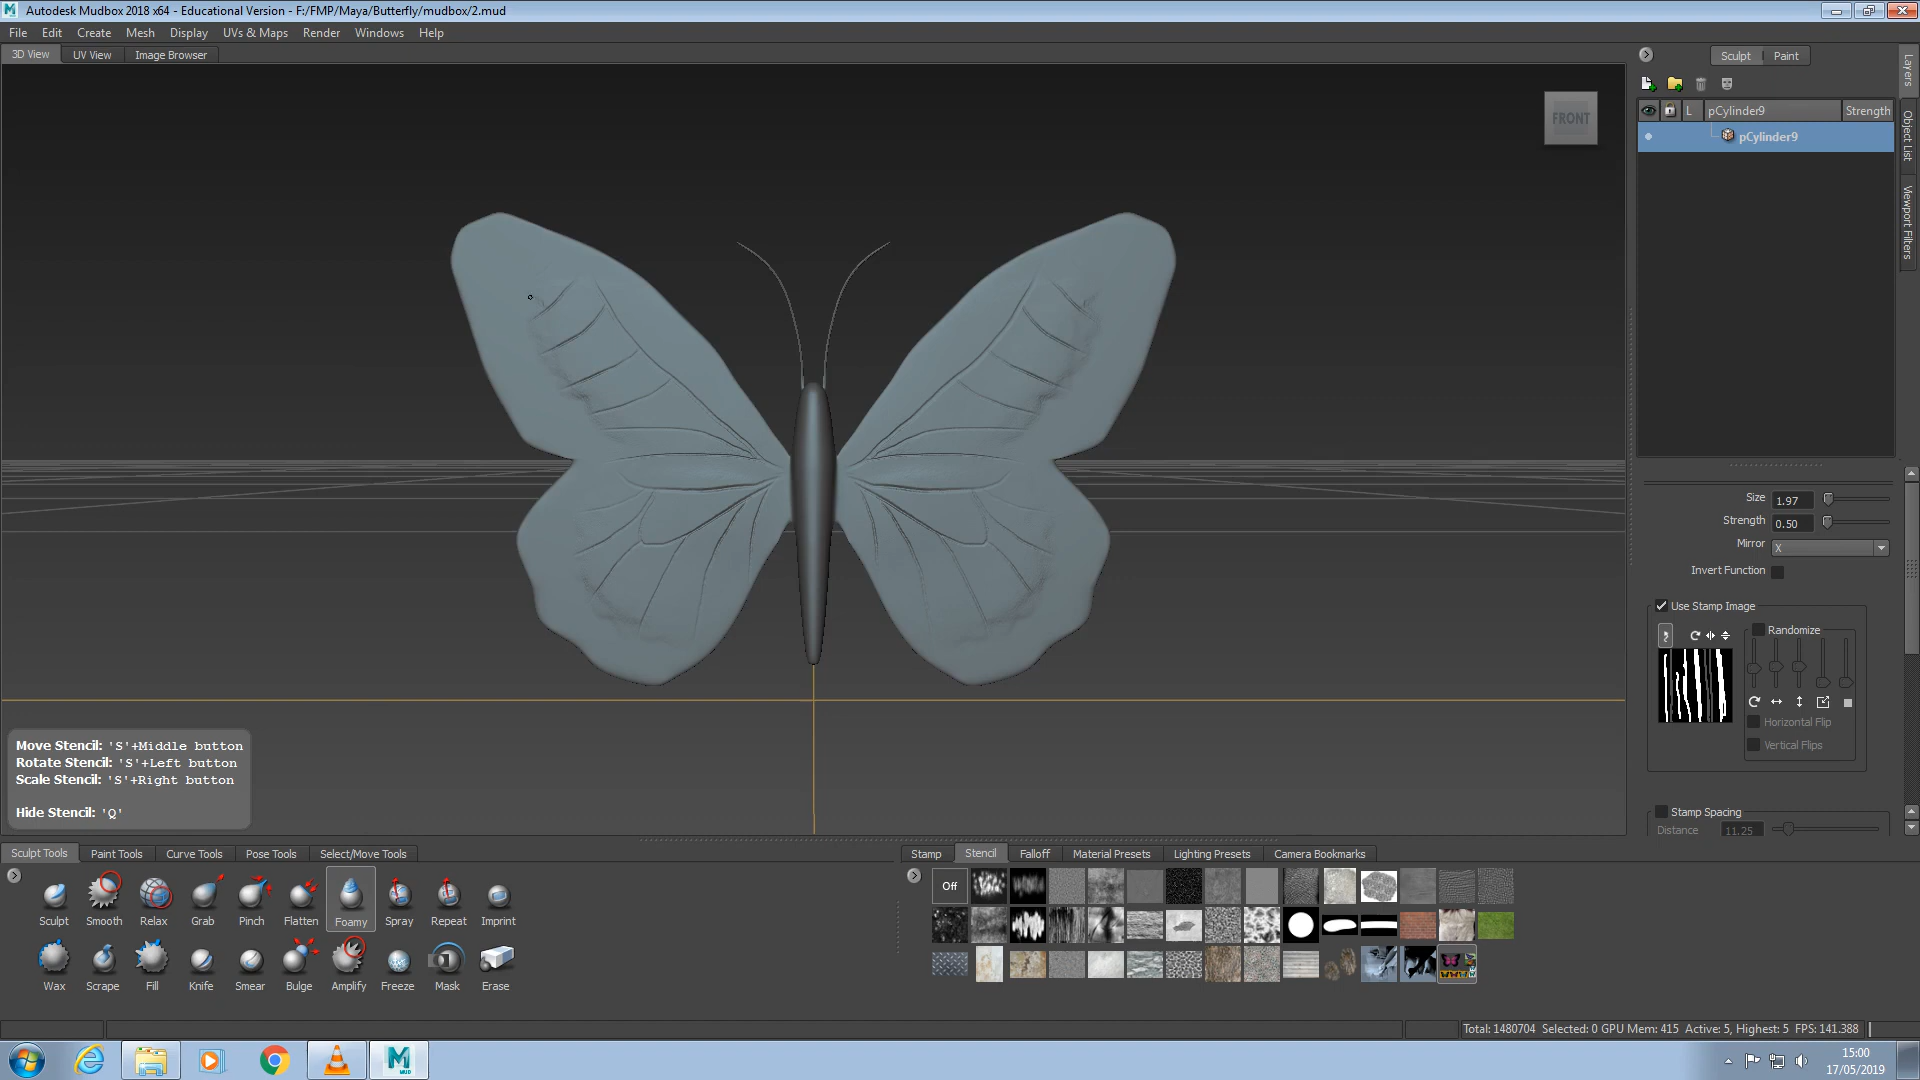 Autodesk Mudbox 2018 x64 - Educational Version - F:/FMP/Maya/Butterfly/mudbox/2.mud
File Edit Create Mesh Display UVs & Maps Render Windows Help
3D View UV View Image Browser
Sculpt Paint
L pCylinder9 Strength
pCylinder9
Layers
Object List
Viewport Filters
FRONT
Size 1.97
Strength 0.50
Mirror X
Invert Function
Use Stamp Image
Randomize
Horizontal Flip
Vertical Flips
Stamp Spacing
Distance 11.25
Move Stencil: 'S'+Middle button
Rotate Stencil: 'S'+Left button
Scale Stencil: 'S'+Right button
Hide Stencil: 'Q'
Sculpt Tools Paint Tools Curve Tools Pose Tools Select/Move Tools
Sculpt Smooth Relax Grab Pinch Flatten Foamy Spray Repeat Imprint
Wax Scrape Fill Knife Smear Bulge Amplify Freeze Mask Erase
Stamp Stencil Falloff Material Presets Lighting Presets Camera Bookmarks
Off
Total: 1480704 Selected: 0 GPU Mem: 415 Active: 5, Highest: 5 FPS: 141.388
MUD
15:00
17/05/2019